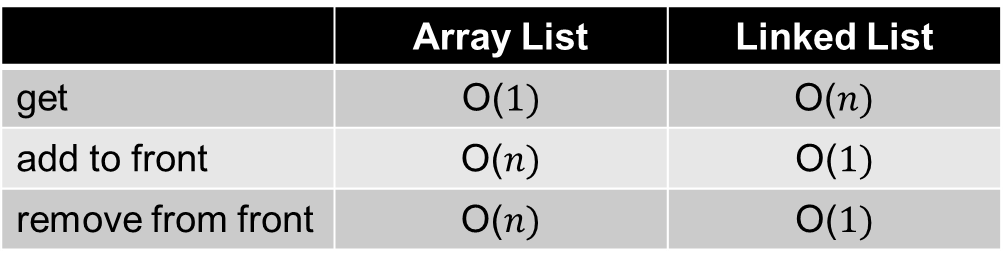 Array List Linked List
get O(1) O(n)
add to front O(n) O(1)
remove from front O(n) O(1)